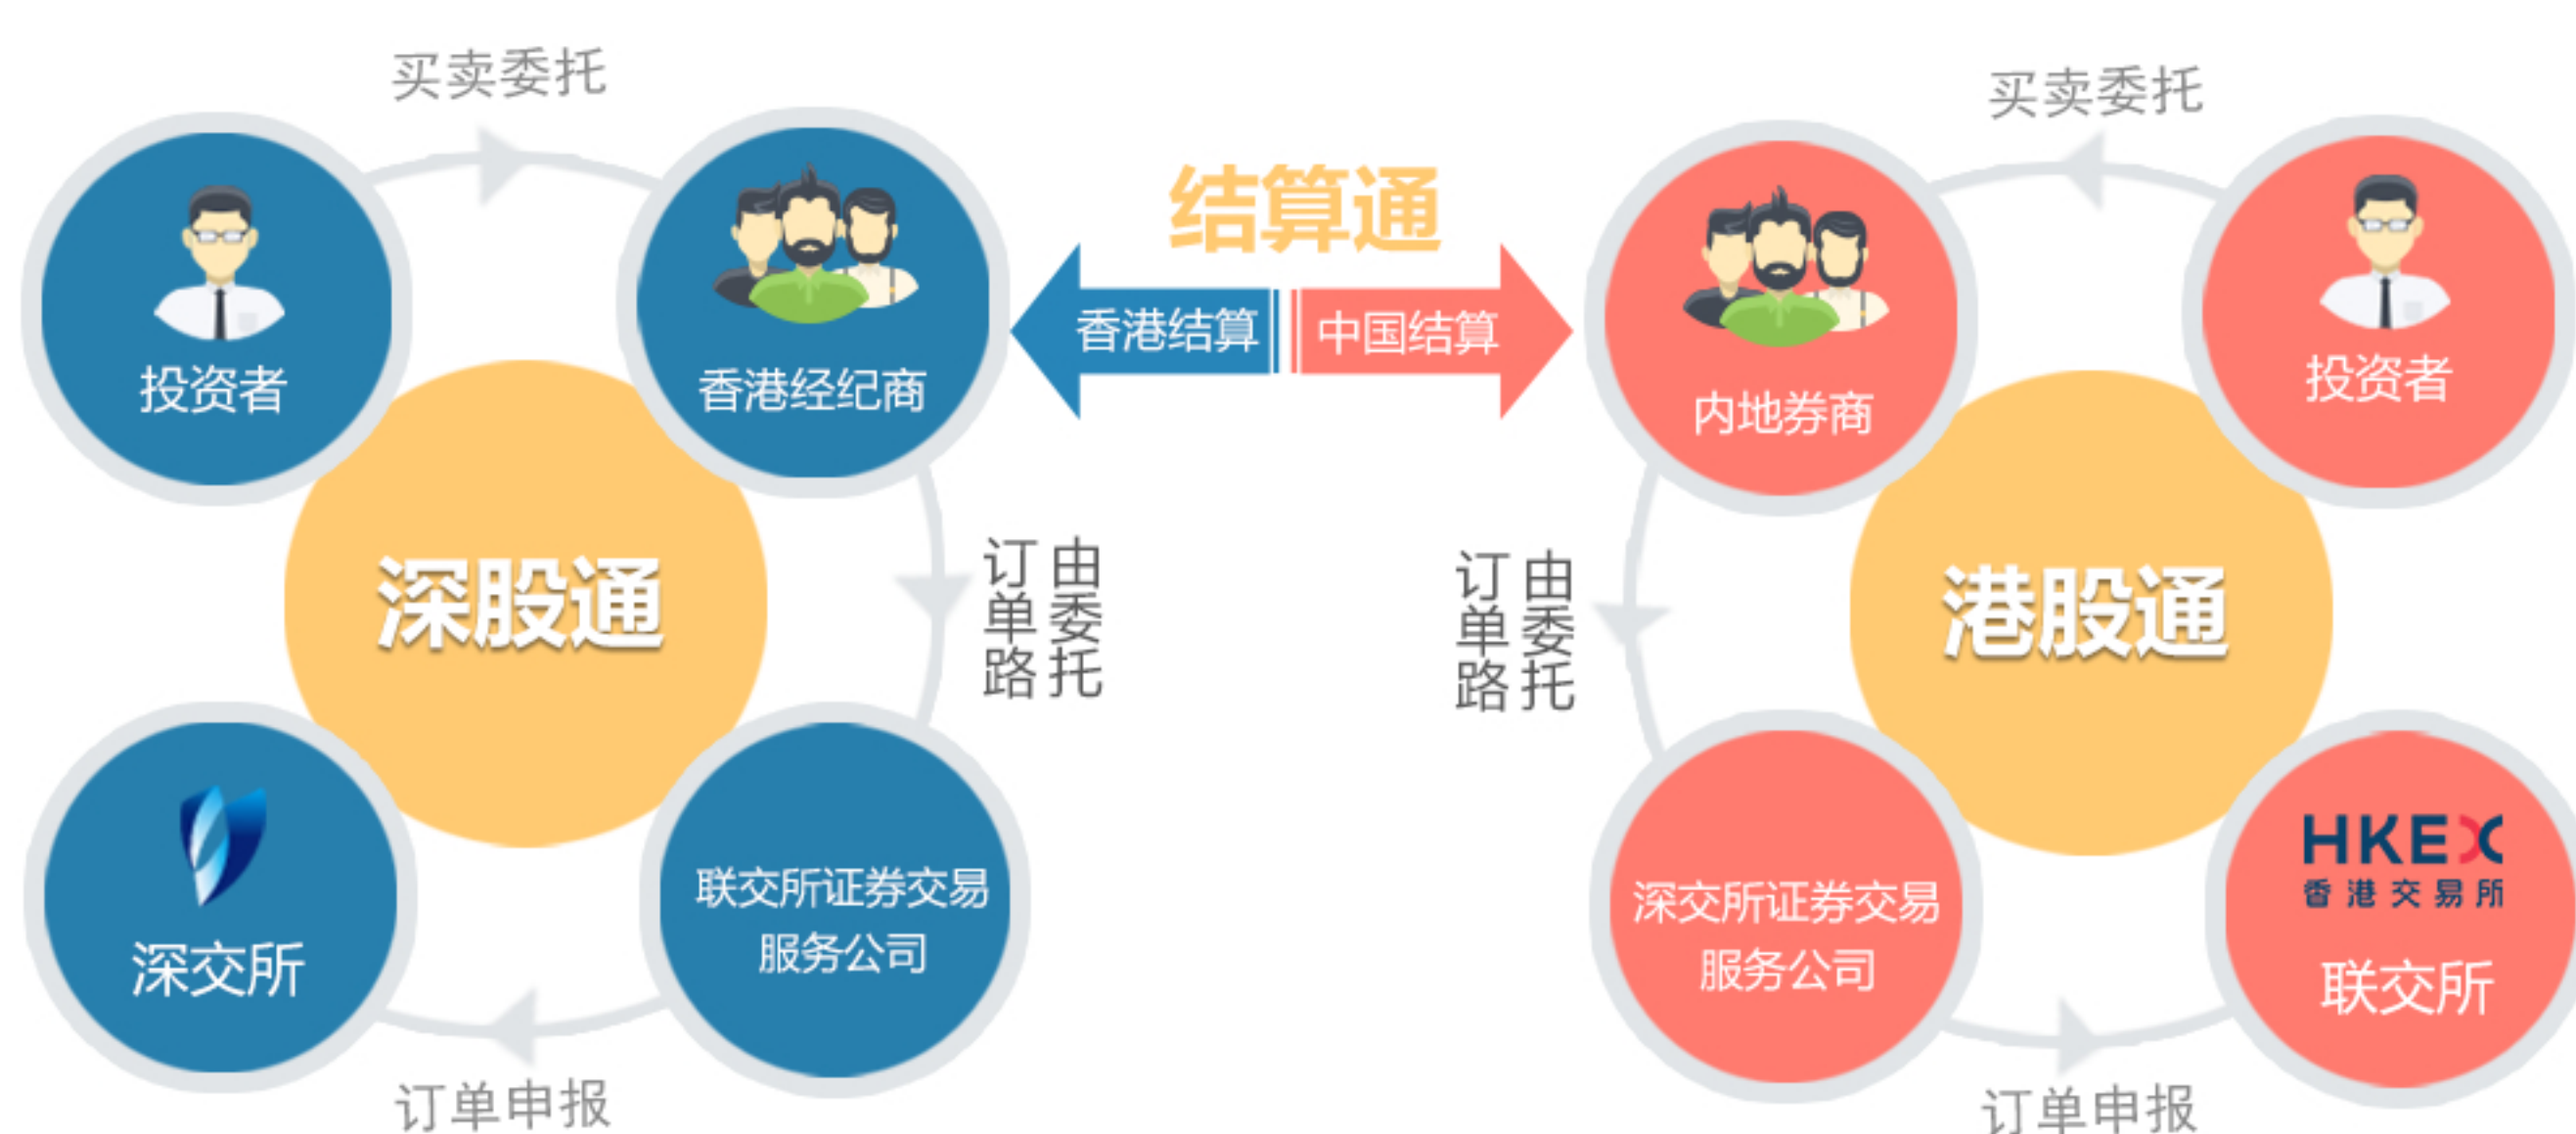 买卖委托
投资者
香港经纪商
深股通
订单路
由委托
深交所
联交所证券交易
服务公司
订单申报
结算通
香港结算
中国结算
买卖委托
内地券商
投资者
港股通
订单路
由委托
深交所证券交易
服务公司
HKEX
香港交易所
联交所
订单申报